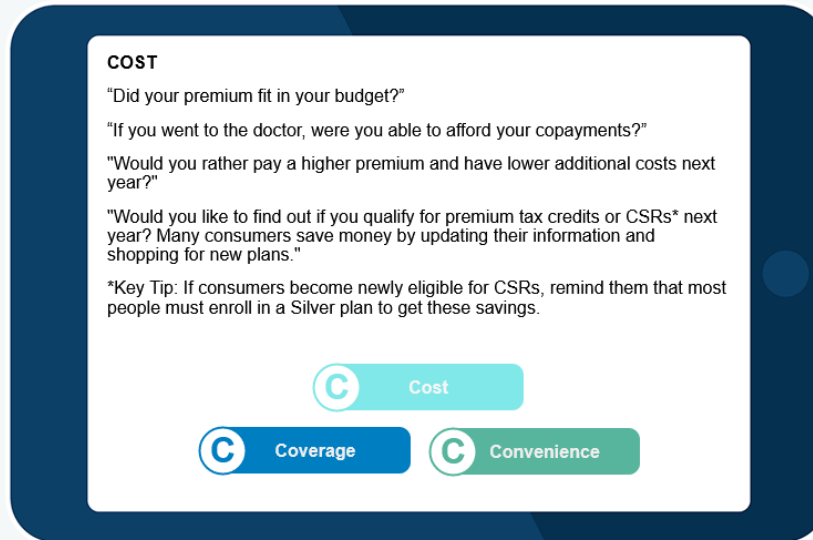 COST
“Did your premium fit in your budget?”
“If you went to the doctor, were you able to afford your copayments?”
"Would you rather pay a higher premium and have lower additional costs next
year?"
"Would you like to find out if you qualify for premium tax credits or CSRs* next
year? Many consumers save money by updating their information and
shopping for new plans."
*Key Tip: If consumers become newly eligible for CSRs, remind them that most
people must enroll in a Silver plan to get these savings.
C Cost
C Coverage
C Convenience